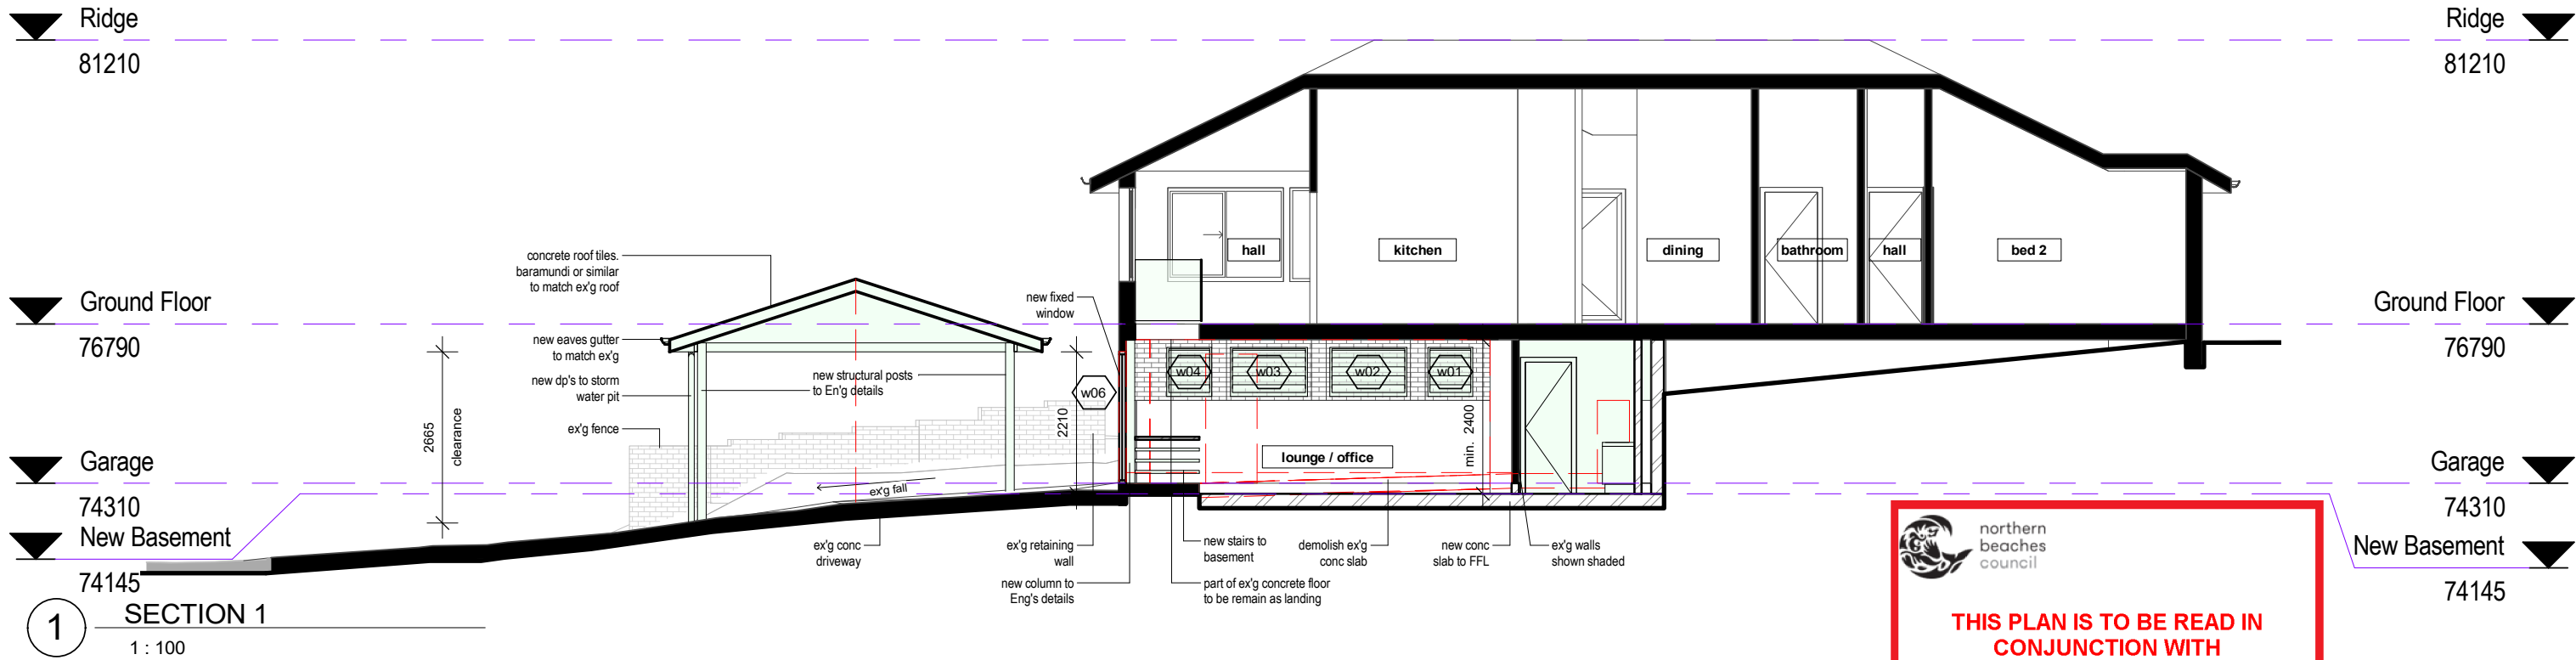 Ridge
81210
Ridge
81210
hall
kitchen
dining
bathroom
hall
bed 2
concrete roof tiles.
baramundi or similar
to match ex'g roof
Ground Floor
76790
new fixed
window
Ground Floor
76790
new eaves gutter
to match ex'g
new dp's to storm
water pit
ex'g fence
new structural posts
to En'g details
w06
w04
w03
w02
w01
2665
clearance
2210
min. 2400
lounge / office
ex'g fall
Garage
74310
New Basement
74145
Garage
74310
New Basement
74145
ex'g conc
driveway
ex'g retaining
wall
new column to
Eng's details
new stairs to
basement
part of ex'g concrete floor
to be remain as landing
demolish ex'g
conc slab
new conc
slab to FFL
ex'g walls
shown shaded
1
SECTION 1
1 : 100
northern
beaches
council
THIS PLAN IS TO BE READ IN
CONJUNCTION WITH